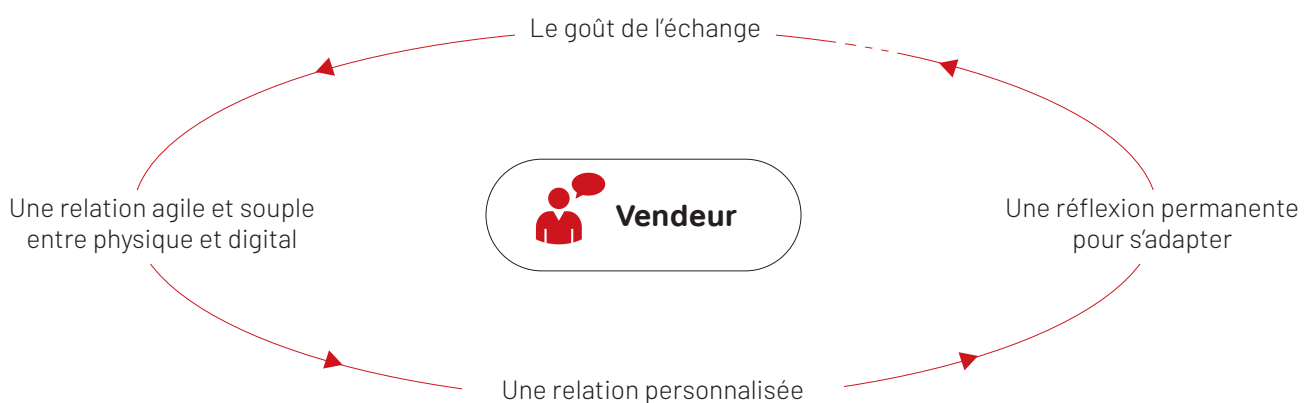 Le goût de l’échange
Une relation agile et souple
entre physique et digital
Vendeur
Une réflexion permanente
pour s’adapter
Une relation personnalisée